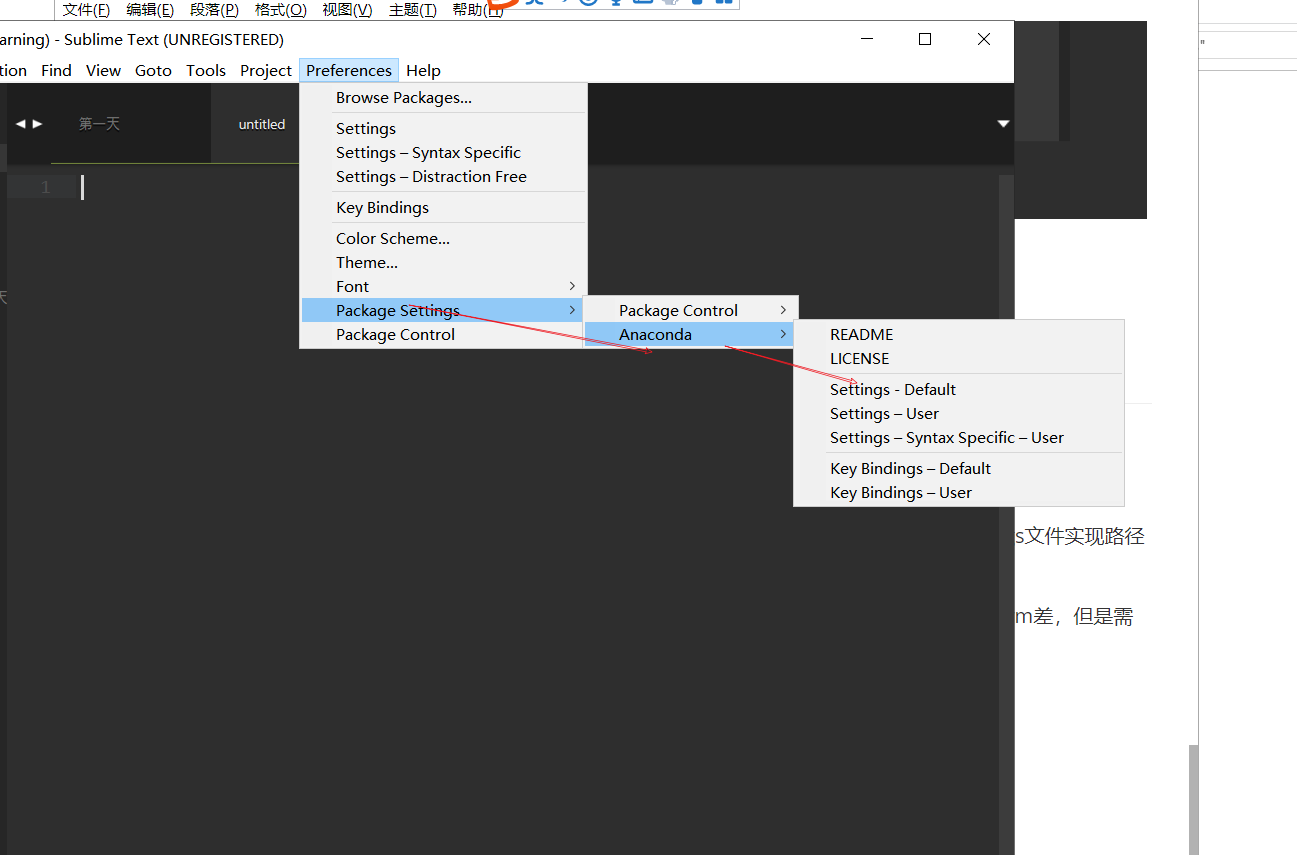 文件(F) 编辑(E) 段落(P) 格式(O) 视图(V) 主题(T) 帮助(H)
arning) - Sublime Text (UNREGISTERED)
tion Find View Goto Tools Project Preferences Help
第一天 untitled
1
Browse Packages...
Settings
Settings – Syntax Specific
Settings – Distraction Free
Key Bindings
Color Scheme...
Theme...
Font
Package Settings
Package Control
Package Control
Anaconda
README
LICENSE
Settings - Default
Settings – User
Settings – Syntax Specific – User
Key Bindings – Default
Key Bindings – User
s文件实现路径
m差，但是需